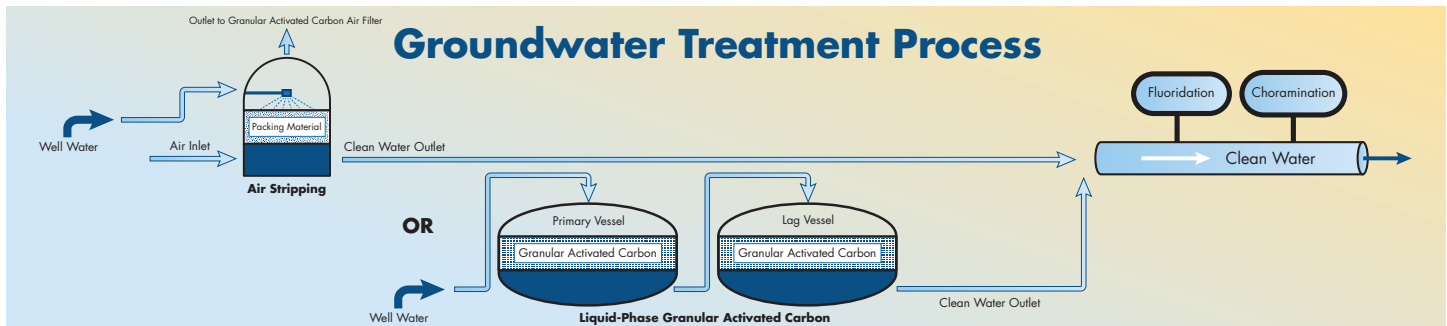 Outlet to Granular Activated Carbon Air Filter
Groundwater Treatment Process
Fluoridation
Choramination
Packing Material
Well Water
Air Inlet
Clean Water Outlet
Clean Water
Air Stripping
OR
Primary Vessel
Lag Vessel
Granular Activated Carbon
Granular Activated Carbon
Clean Water Outlet
Well Water
Liquid-Phase Granular Activated Carbon